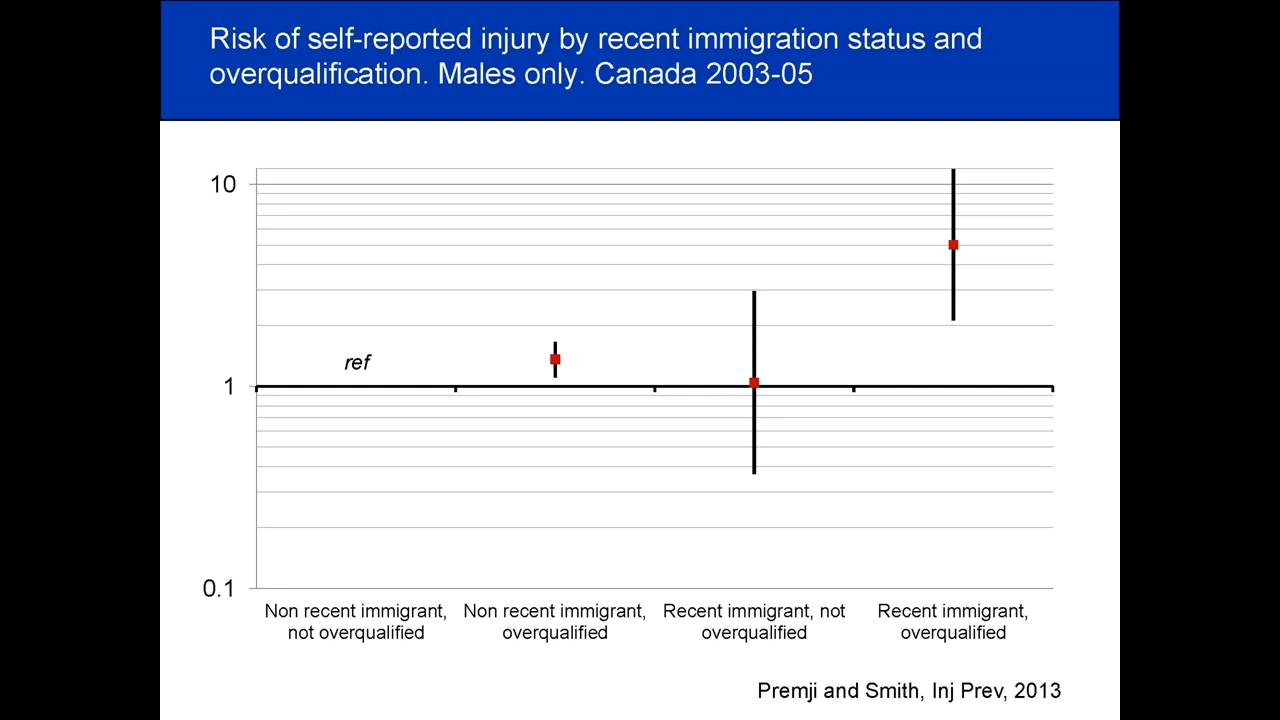 Risk of self-reported injury by recent immigration status and
overqualification. Males only. Canada 2003-05
10
ref
1
0.1
Non recent immigrant,
not overqualified
Non recent immigrant,
overqualified
Recent immigrant, not
overqualified
Recent immigrant,
overqualified
Premji and Smith, Inj Prev, 2013